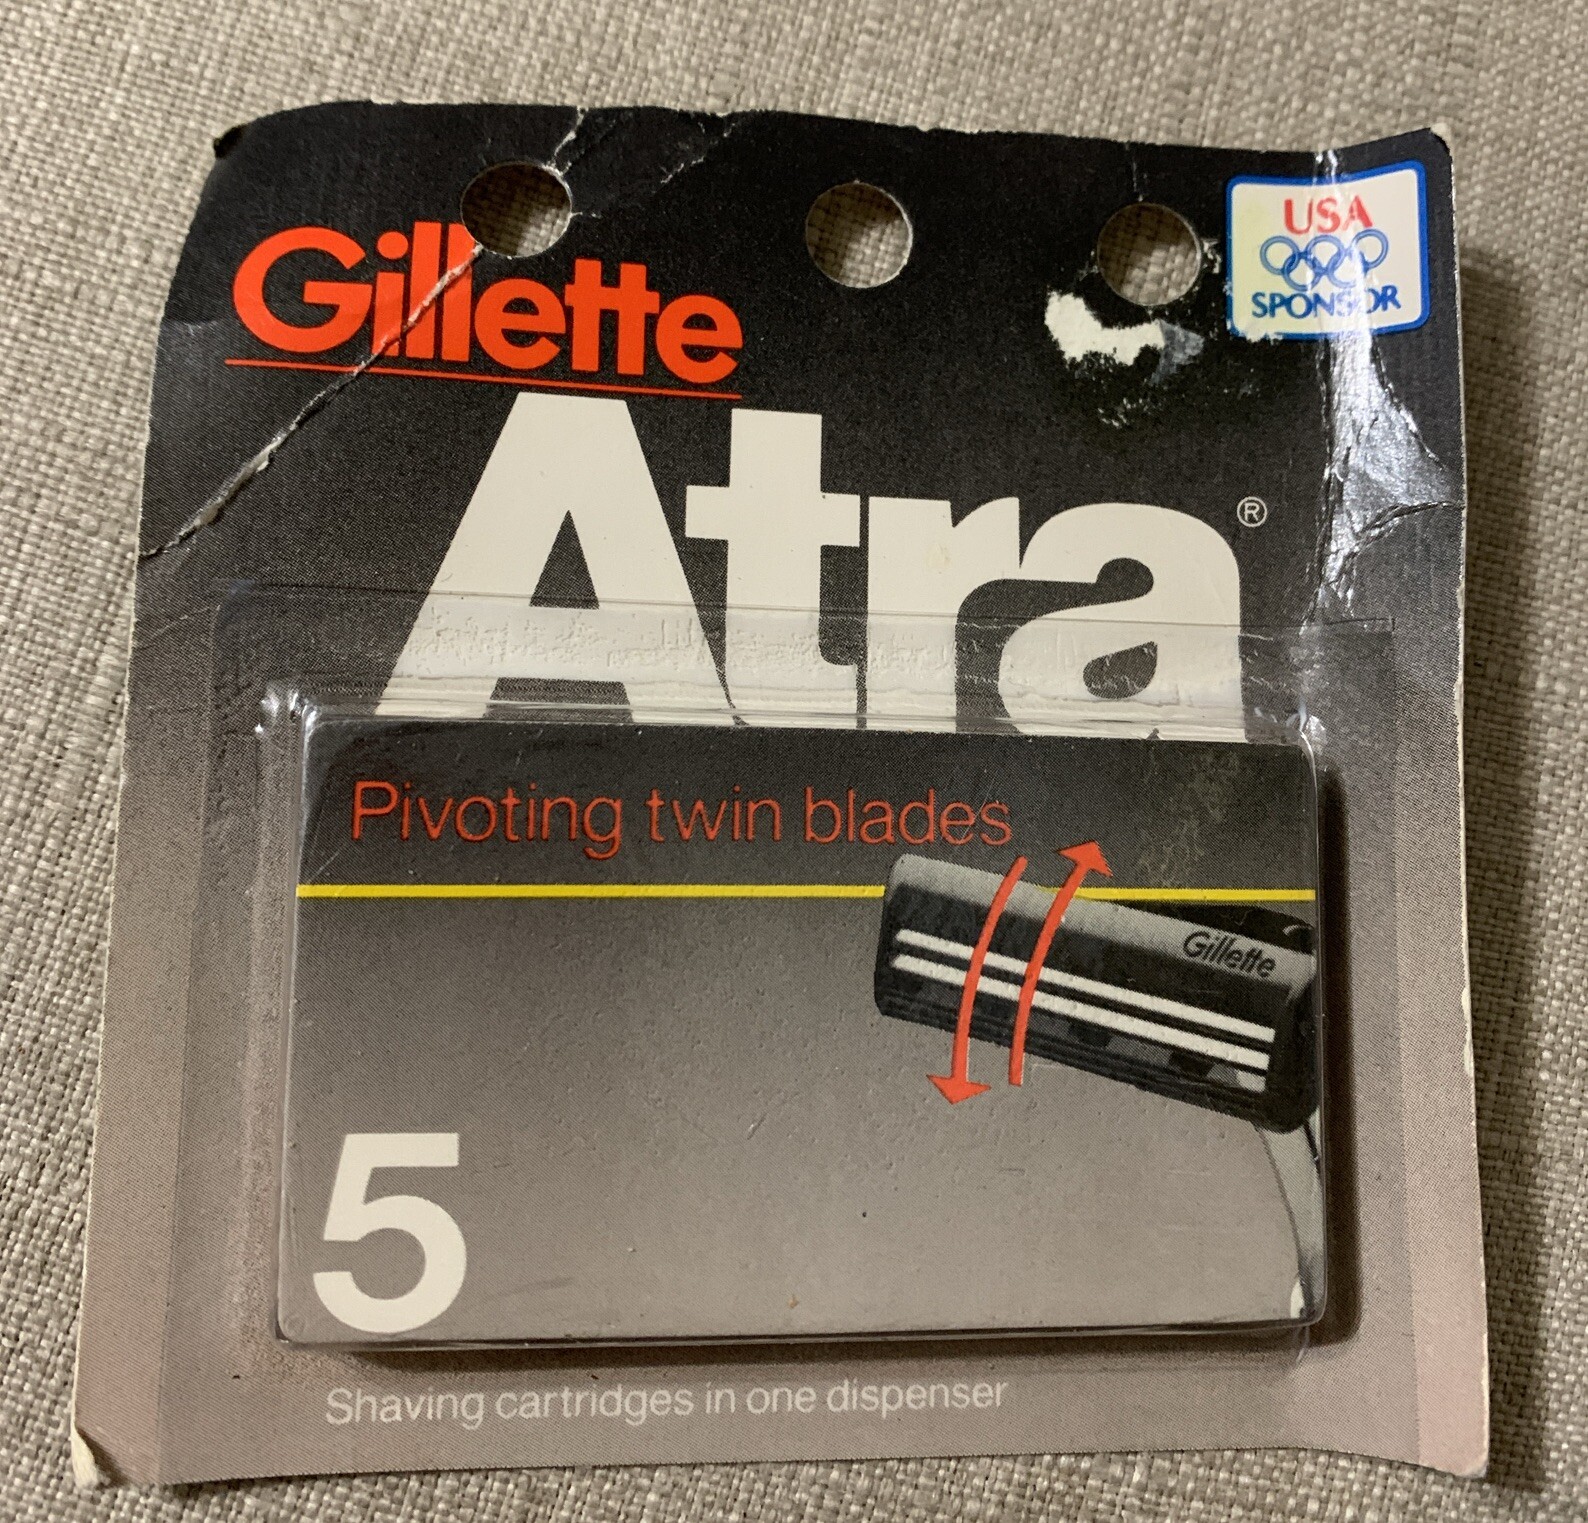 USA
SPONSOR
Gillette
Atra®
Pivoting twin blades
Gillette
5
Shaving cartridges in one dispenser